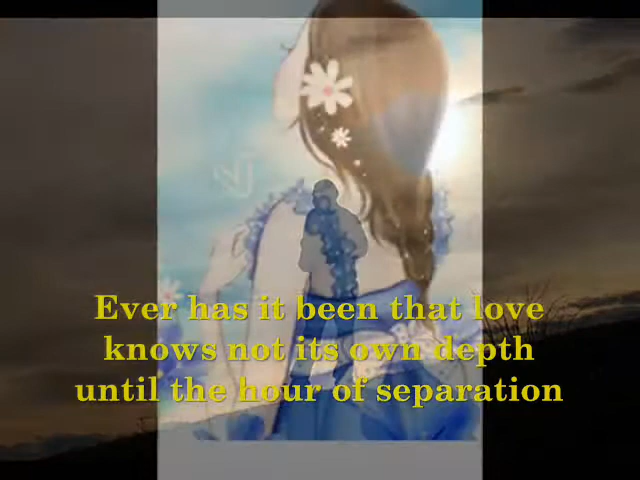 Ever has it been that love
knows not its own depth
until the hour of separation